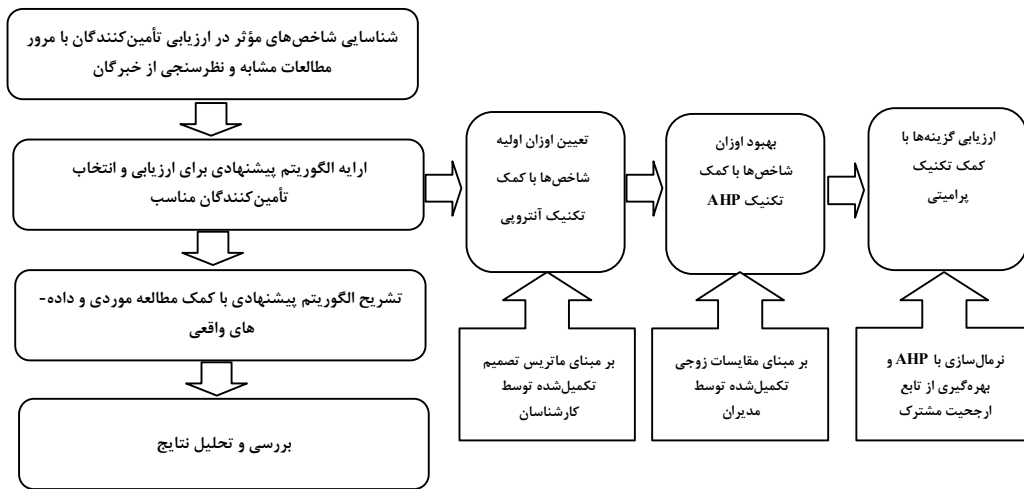 شناسایی شاخص‌های مؤثر در ارزیابی تأمین‌کنندگان با مرور
مطالعات مشابه و نظرسنجی از خبرگان
ارایه الگوریتم پیشنهادی برای ارزیابی و انتخاب
تأمین‌کنندگان مناسب
تشریح الگوریتم پیشنهادی با کمک مطالعه موردی و داده-
های واقعی
بررسی و تحلیل نتایج
تعیین اوزان اولیه
شاخص‌ها با کمک
تکنیک آنتروپی
بهبود اوزان
شاخص‌ها با کمک
تکنیک AHP
ارزیابی گزینه‌ها با
کمک تکنیک
پرامیتی
بر مبنای ماتریس تصمیم
تکمیل‌شده توسط
کارشناسان
بر مبنای مقایسات زوجی
تکمیل‌شده توسط
مدیران
نرمال‌سازی با AHP و
بهره‌گیری از تابع
ارجحیت مشترک